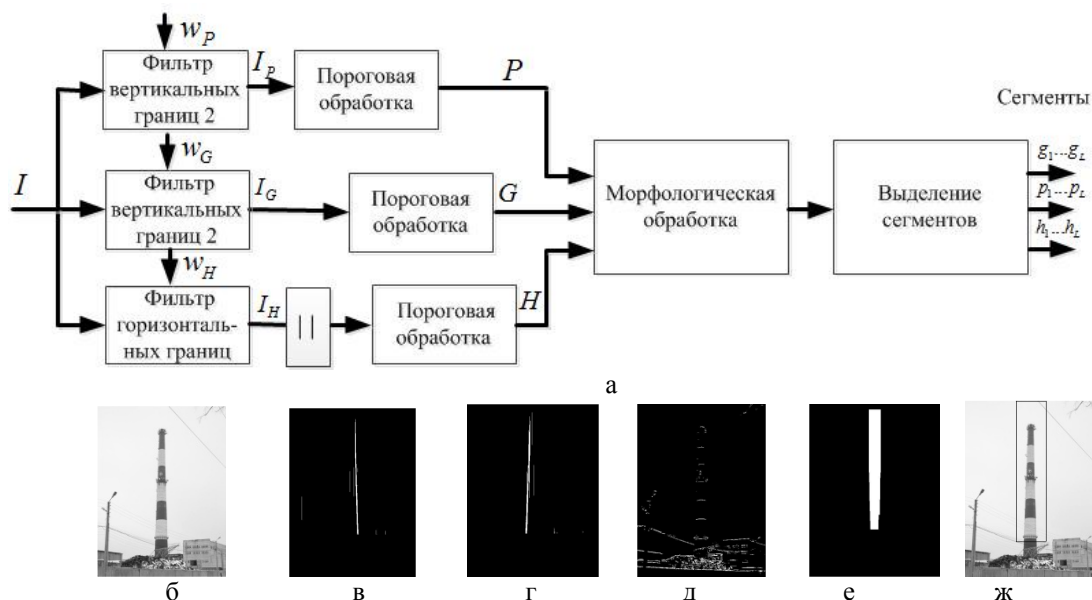 w_P
Фильтр
вертикальных
границ 2
I_P
Пороговая
обработка
P
Сегменты
w_G
I
Фильтр
вертикальных
границ 2
I_G
Пороговая
обработка
G
Морфологическая
обработка
Выделение
сегментов
g_1...g_L
p_1...p_L
h_1...h_L
w_H
Фильтр
горизонталь-
ных границ
I_H
| |
Пороговая
обработка
H
а
б в г д е ж